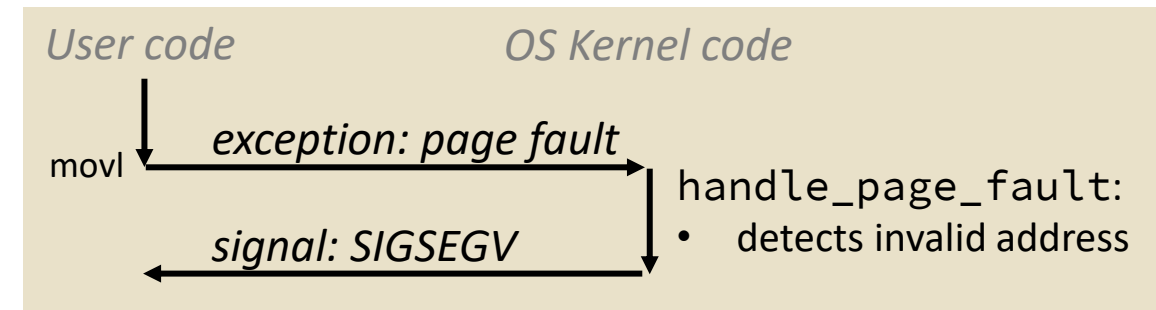 User code OS Kernel code
exception: page fault
movl
handle_page_fault:
signal: SIGSEGV
• detects invalid address